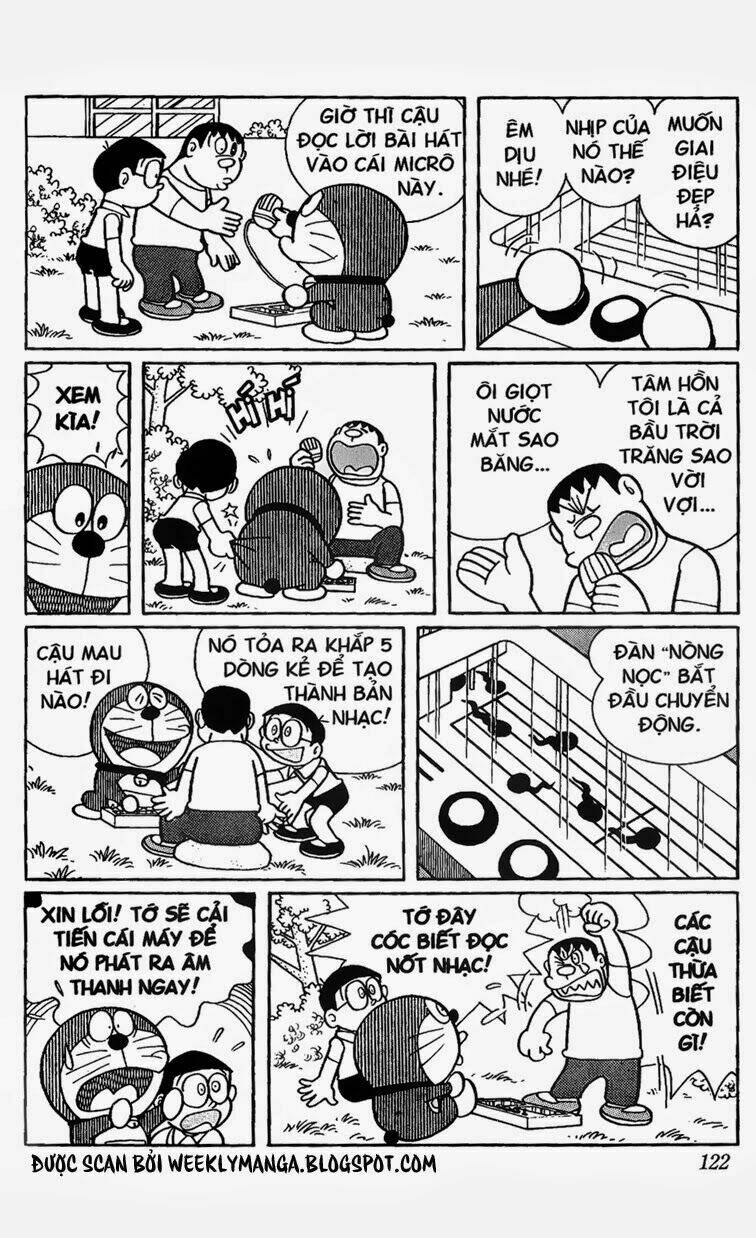 MUỐN
GIAI
ĐIỆU
ĐẸP
HẢ?
NHỊP CỦA
NÓ THẾ
NÀO?
ÊM
DỊU
NHÉ!
GIỜ THÌ CẬU
ĐỌC LỜI BÀI HÁT
VÀO CÁI MICRÔ
NÀY.
TÂM HỒN
TÔI LÀ CẢ
BẦU TRỜI
TRĂNG SAO
VỜI
VỢI...
ÔI GIỌT
NƯỚC
MẮT SAO
BĂNG...
HÍ HÍ
XEM
KÌA!
ĐÀN “NÒNG
NỌC” BẮT
ĐẦU CHUYỂN
ĐỘNG.
NÓ TỎA RA KHẮP 5
DÒNG KẺ ĐỂ TẠO
THÀNH BẢN
NHẠC!
CẬU MAU
HÁT ĐI
NÀO!
CÁC
CẬU
THỪA
BIẾT
CÒN
GÌ!
TỚ ĐÂY
CÓC BIẾT ĐỌC
NỐT NHẠC!
XIN LỖI! TỚ SẼ CẢI
TIẾN CÁI MÁY ĐỂ
NÓ PHÁT RA ÂM
THANH NGAY!
ĐƯỢC SCAN BỞI WEEKLYMANGA.BLOGSPOT.COM
122